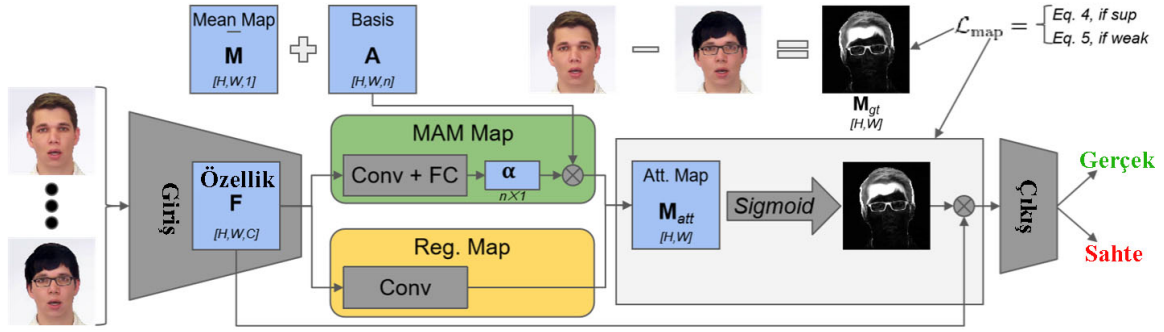 Mean Map
M̅
[H,W,1]
Basis
A
[H,W,n]
M_gt
[H,W]
ℒ_map = { Eq. 4, if sup
Eq. 5, if weak
Giriş
Özellik
F
[H,W,C]
MAM Map
Conv + FC
α
n×1
Reg. Map
Conv
Att. Map
M_att
[H,W]
Sigmoid
Çıkış
Gerçek
Sahte